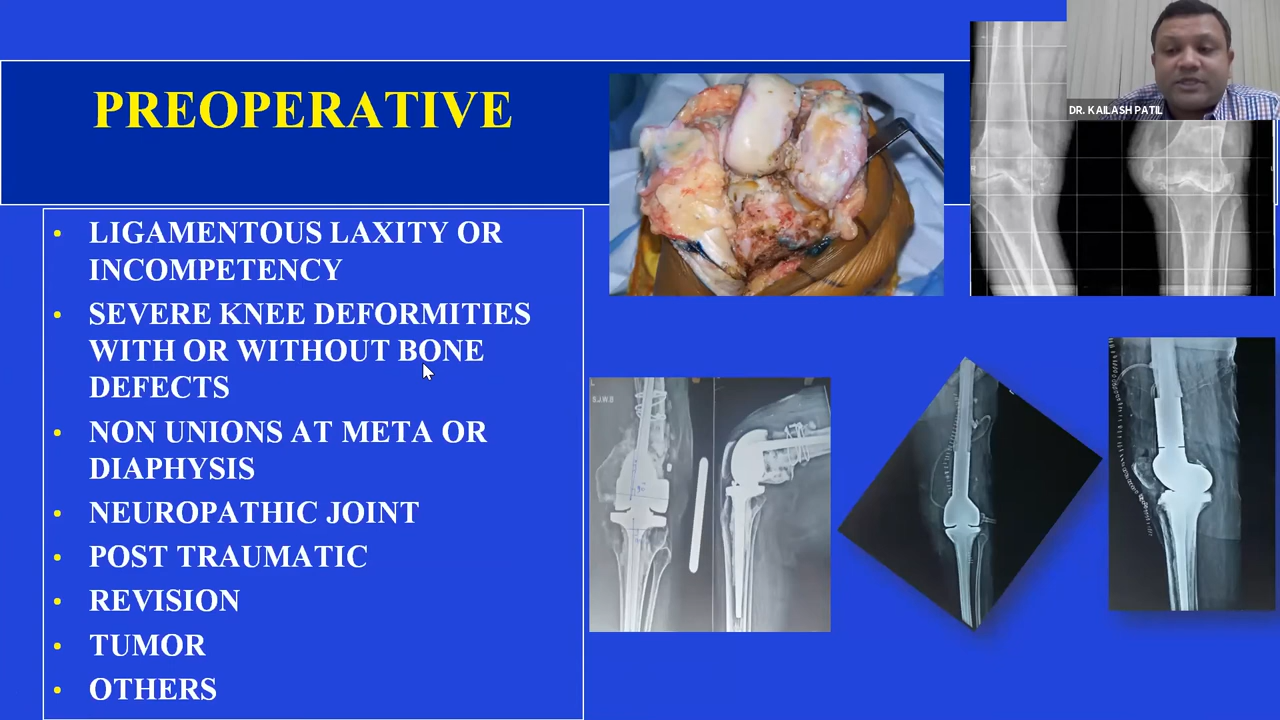 PREOPERATIVE
DR. KAILASH PATIL
• LIGAMENTOUS LAXITY OR
INCOMPETENCY
• SEVERE KNEE DEFORMITIES
WITH OR WITHOUT BONE
DEFECTS
• NON UNIONS AT META OR
DIAPHYSIS
• NEUROPATHIC JOINT
• POST TRAUMATIC
• REVISION
• TUMOR
• OTHERS
L